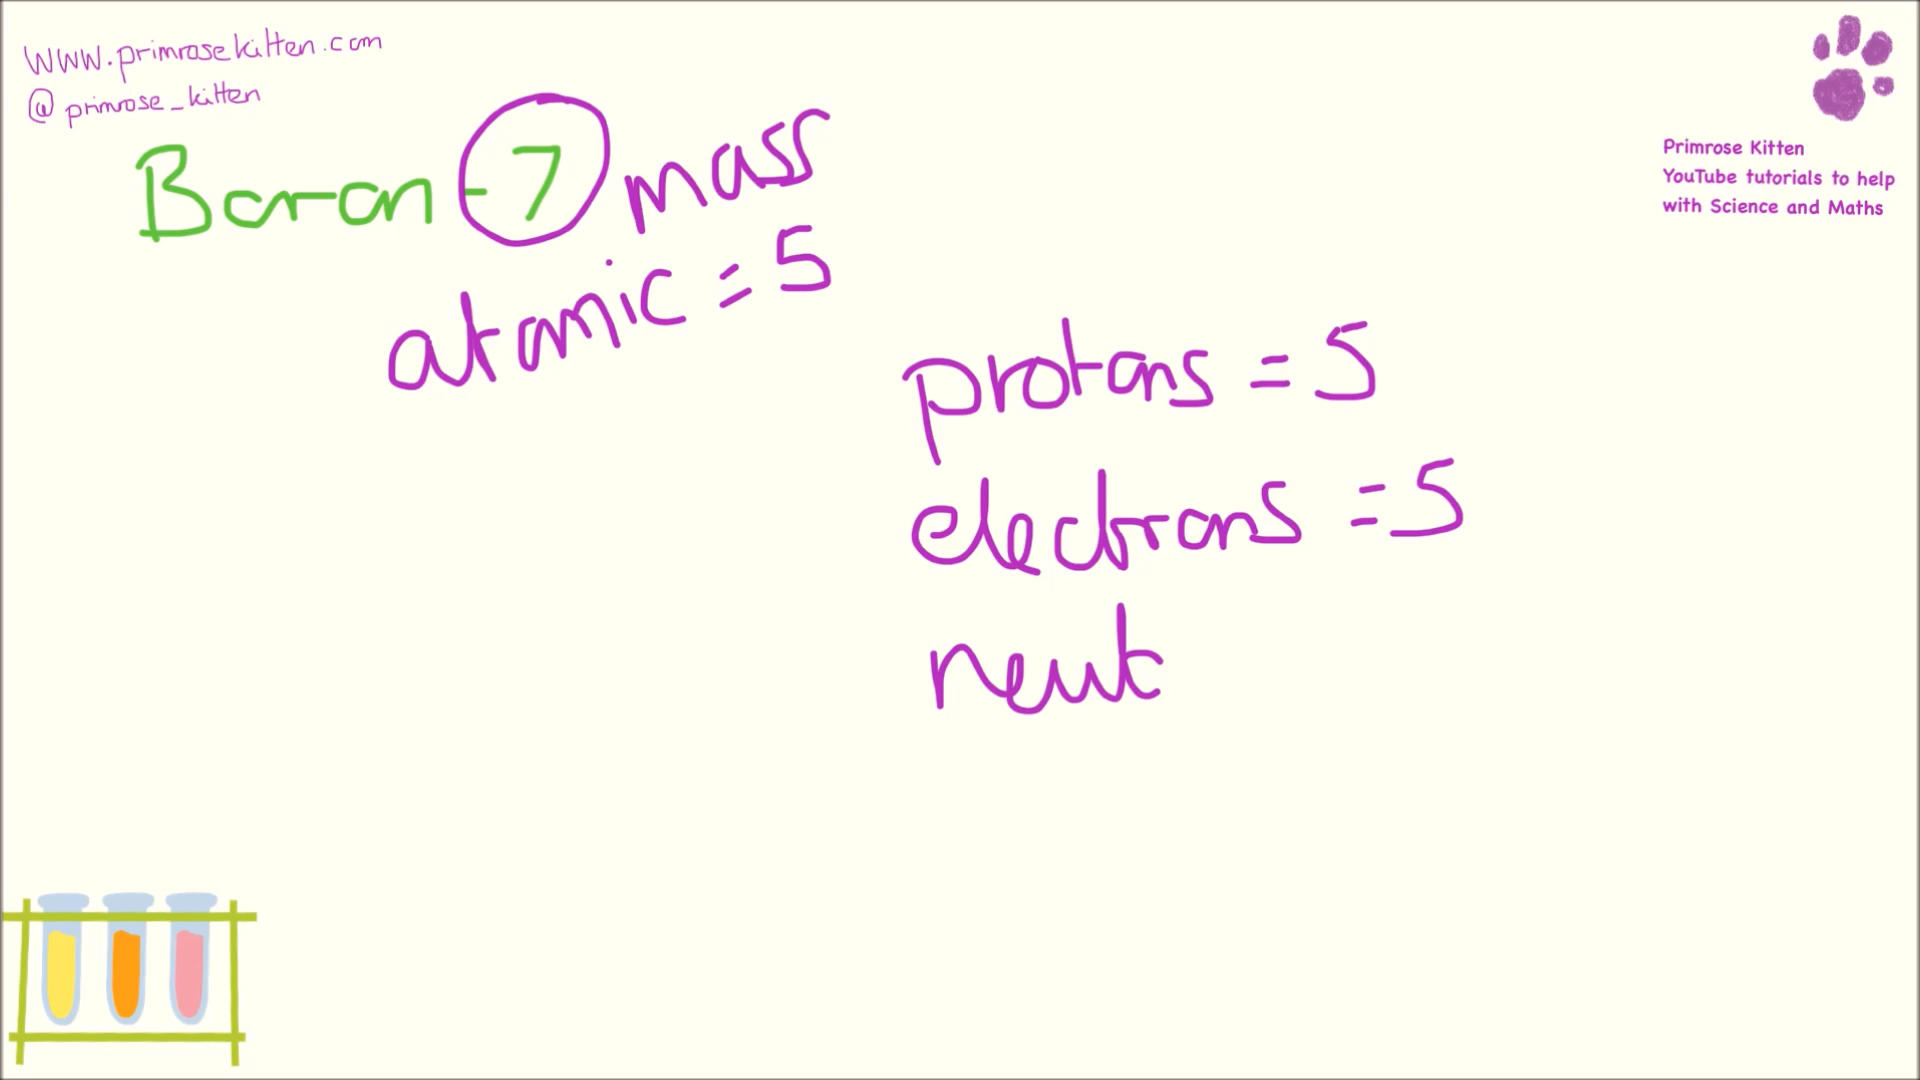 www.primrosekitten.com
@primrose_kitten
Primrose Kitten
YouTube tutorials to help
with Science and Maths
Boron-7 mass
atomic = 5
protons = 5
electrons = 5
neut